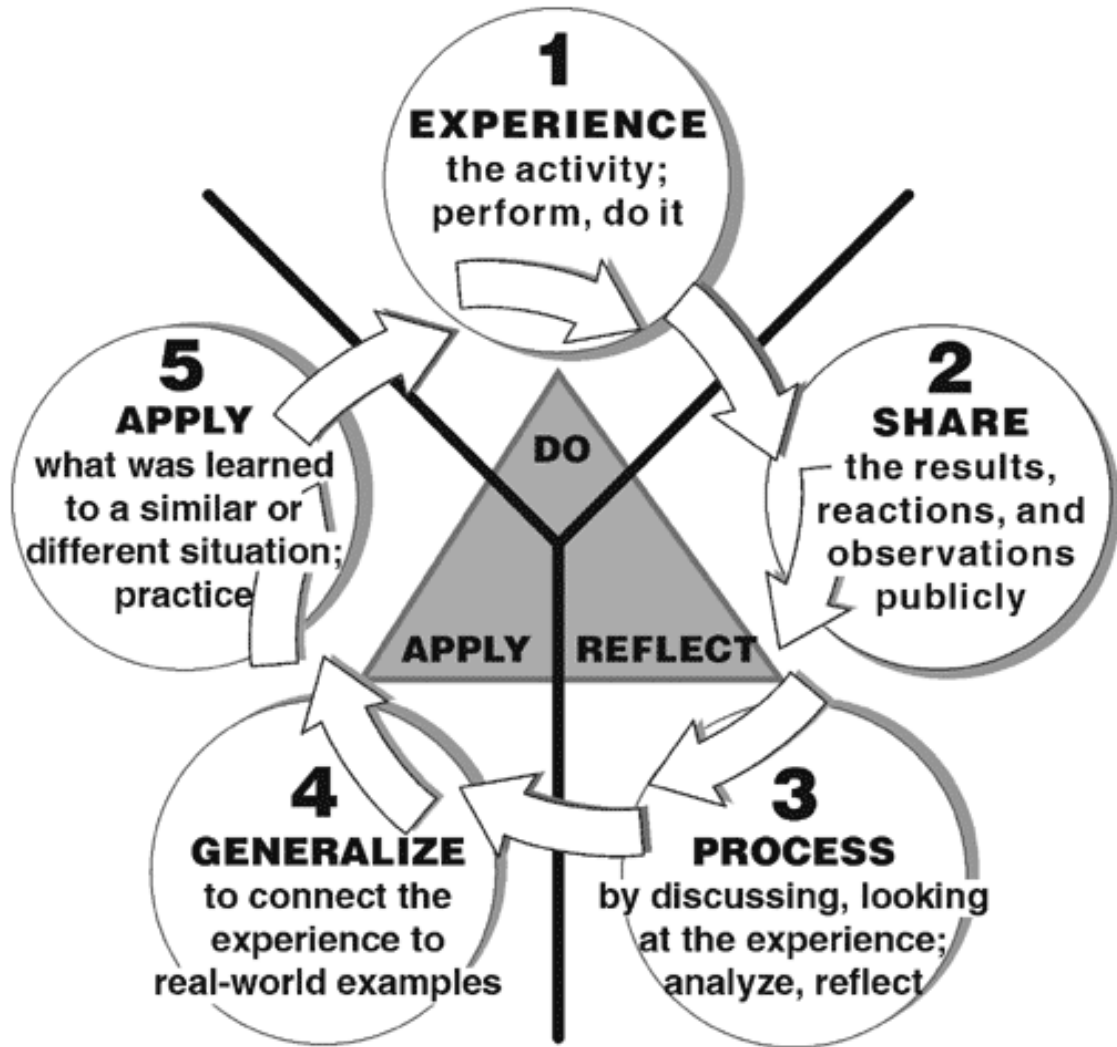 1
EXPERIENCE
the activity;
perform, do it
2
SHARE
the results,
reactions, and
observations
publicly
3
PROCESS
by discussing, looking
at the experience;
analyze, reflect
4
GENERALIZE
to connect the
experience to
real-world examples
5
APPLY
what was learned
to a similar or
different situation;
practice
DO
REFLECT
APPLY